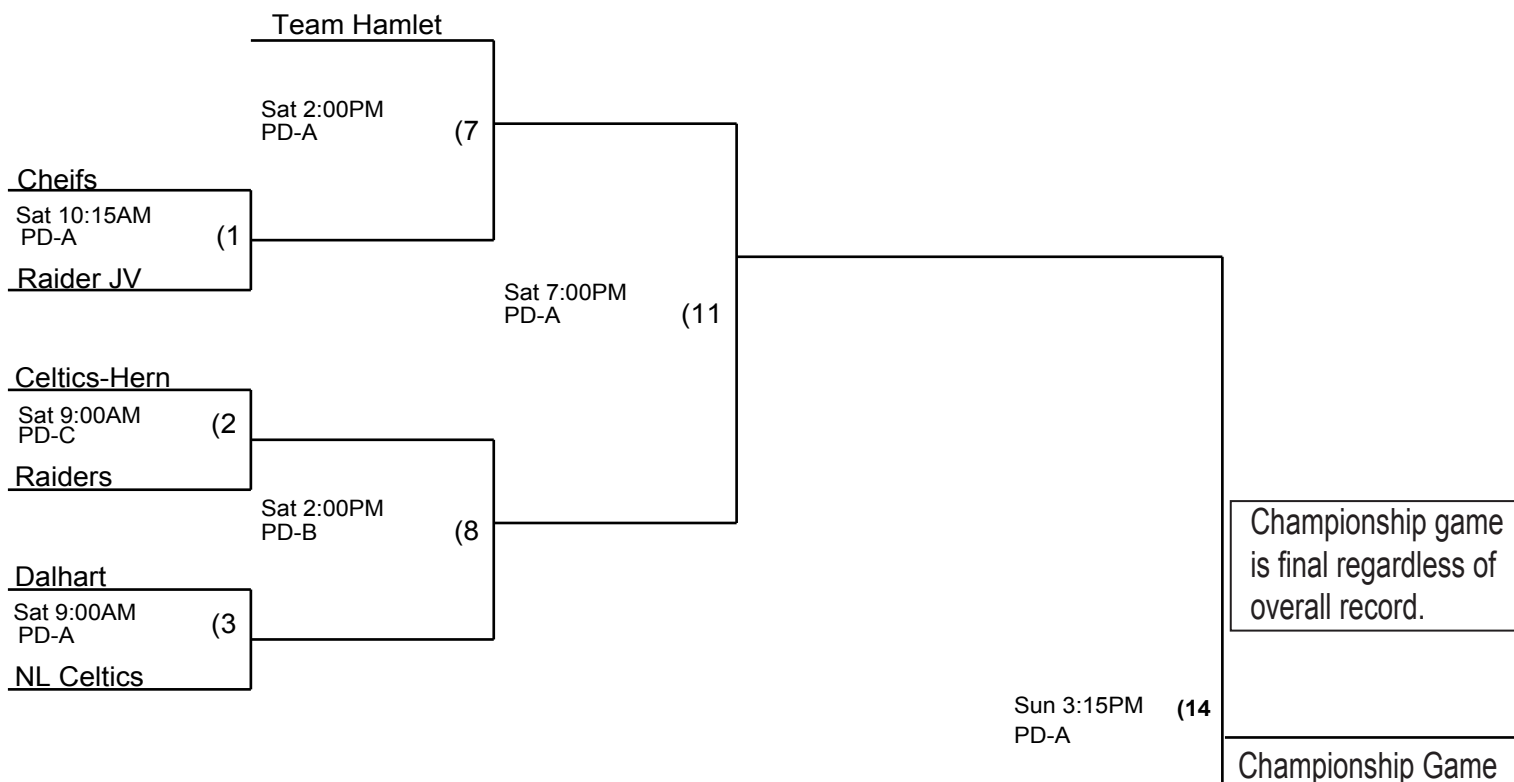 Team Hamlet
Sat 2:00PM
PD-A
(7
Cheifs
Sat 10:15AM
PD-A
(1
Raider JV
Sat 7:00PM
PD-A
(11
Celtics-Hern
Sat 9:00AM
PD-C
(2
Raiders
Sat 2:00PM
PD-B
(8
Dalhart
Sat 9:00AM
PD-A
(3
NL Celtics
Championship game
is final regardless of
overall record.
Sun 3:15PM
PD-A
(14
Championship Game